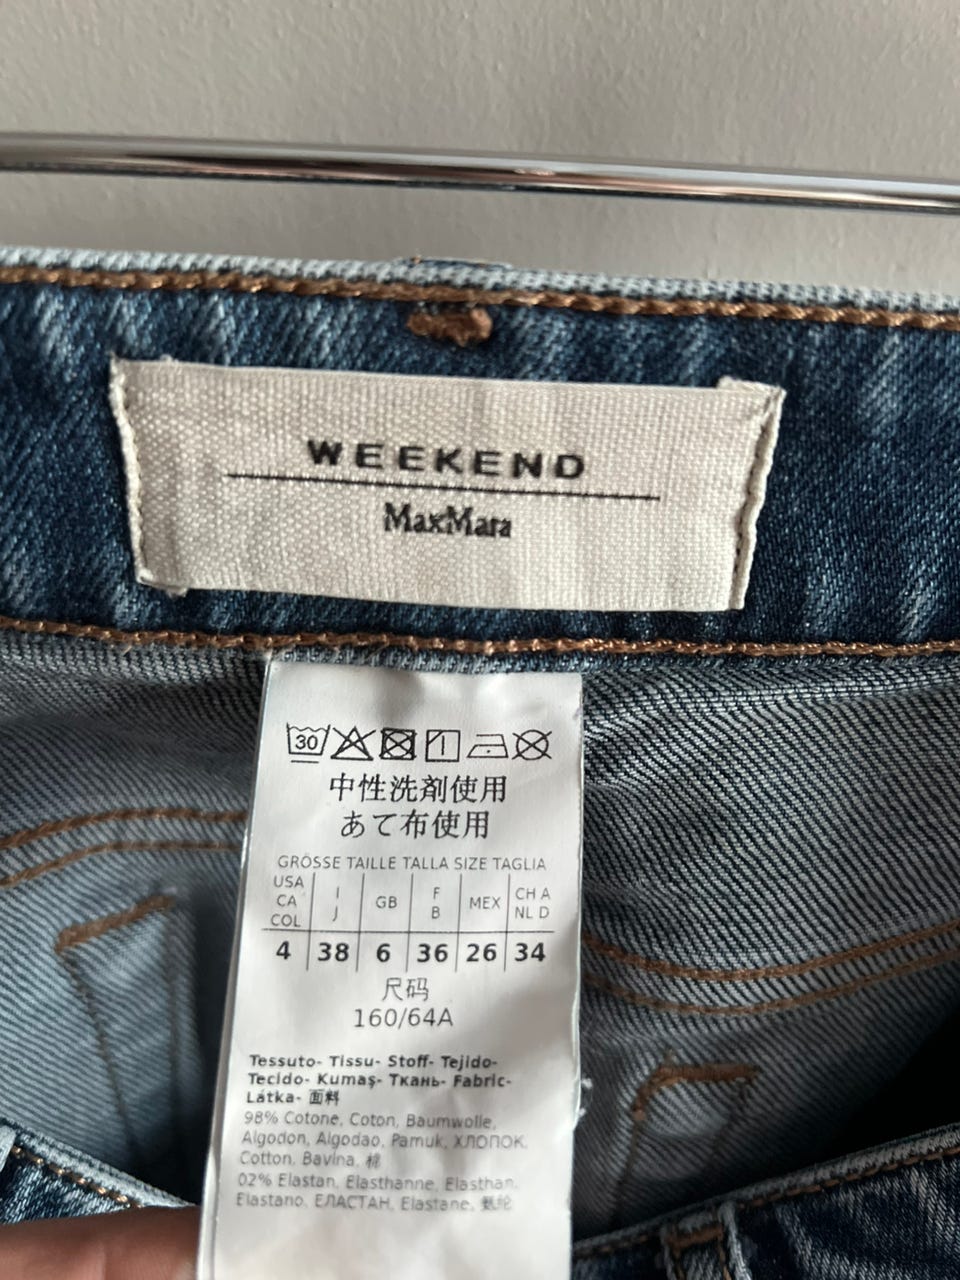 WEEKEND
MaxMara
30
中性洗剤使用
あて布使用
GRÖSSE TAILLE TALLA SIZE TAGLIA
USA CA COL I J GB F B MEX CH A NL D
4 38 6 36 26 34
尺码
160/64A
Tessuto- Tissu- Stoff- Tejido-
Tecido- Kumaş- Ткань- Fabric-
Látka- 面料
98% Cotone, Coton, Baumwolle,
Algodon, Algodao, Pamuk, ХЛОПОК,
Cotton, Bavlna, 棉
02% Elastan, Elasthanne, Elasthan,
Elastano, ЕЛАСТАН, Elastane, 氨纶